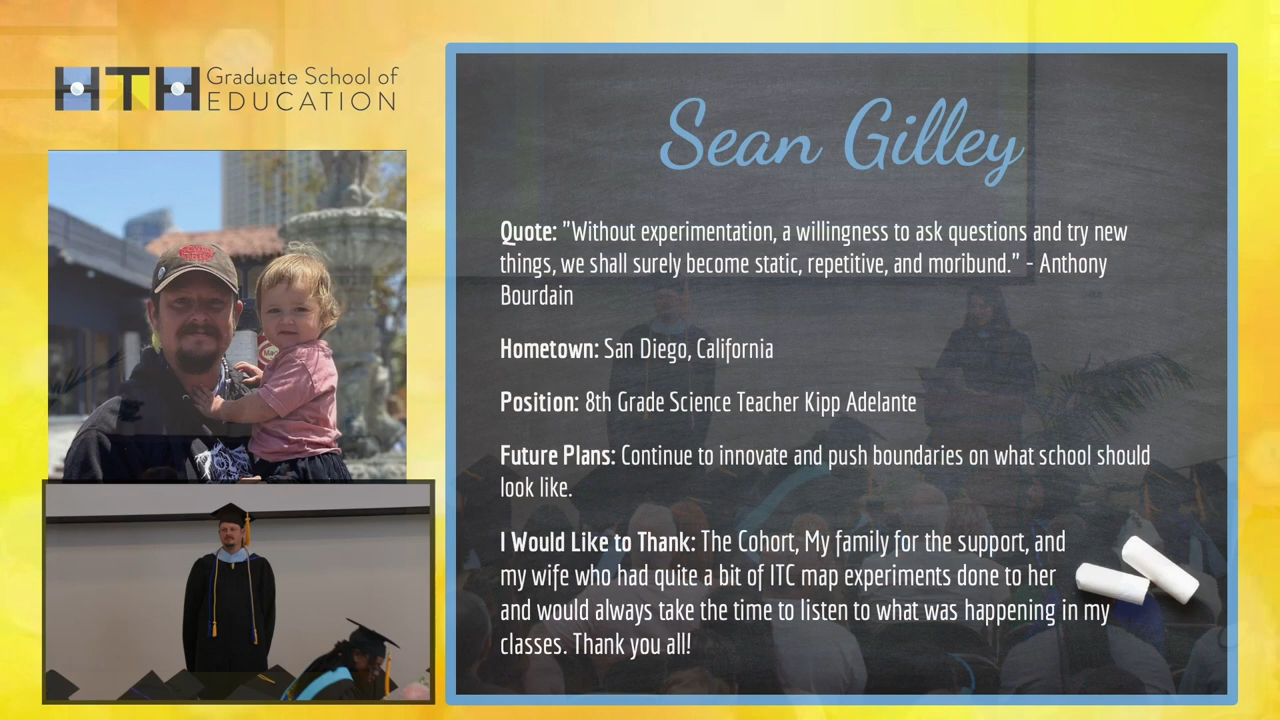 HTH Graduate School of
EDUCATION
Sean Gilley
Quote: "Without experimentation, a willingness to ask questions and try new
things, we shall surely become static, repetitive, and moribund." - Anthony
Bourdain
Hometown: San Diego, California
Position: 8th Grade Science Teacher Kipp Adelante
Future Plans: Continue to innovate and push boundaries on what school should
look like.
I Would Like to Thank: The Cohort, My family for the support, and
my wife who had quite a bit of ITC map experiments done to her
and would always take the time to listen to what was happening in my
classes. Thank you all!